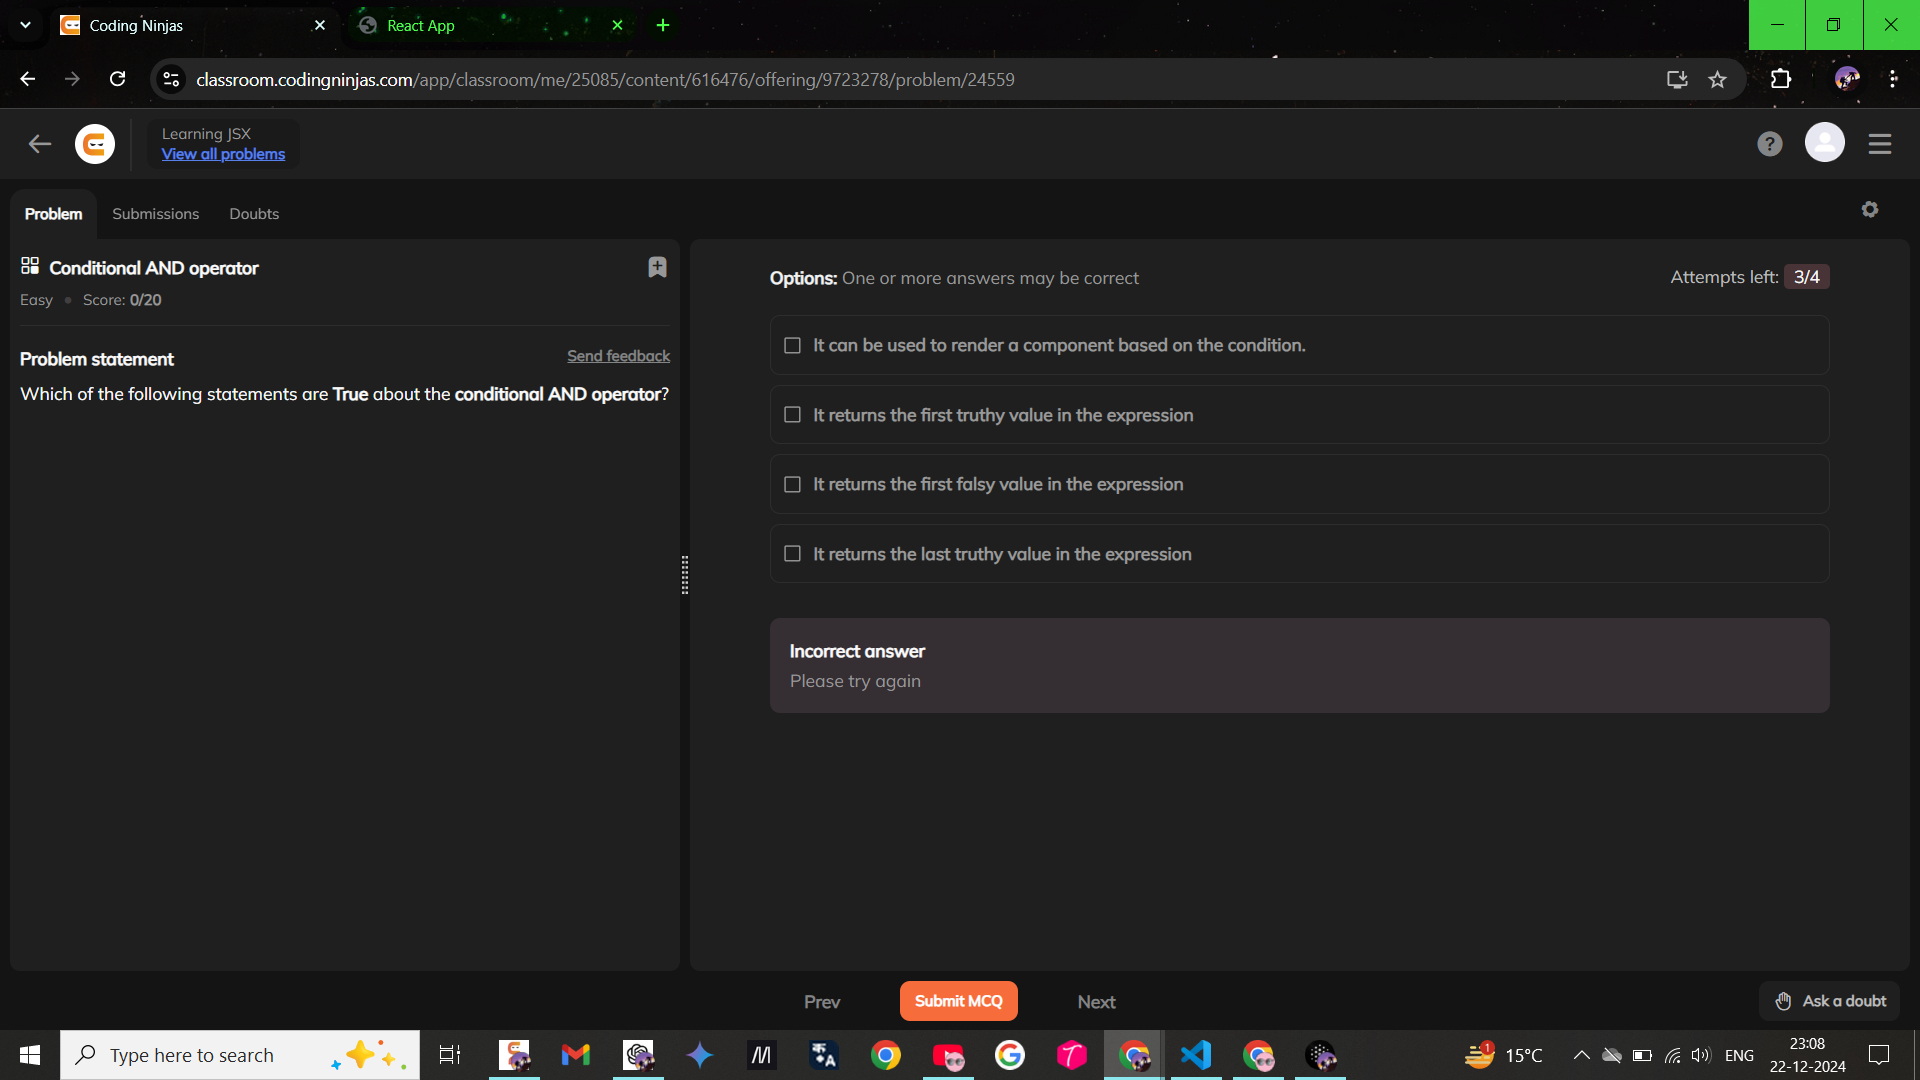 Coding Ninjas
React App
classroom.codingninjas.com/app/classroom/me/25085/content/616476/offering/9723278/problem/24559
Learning JSX
View all problems
?
Problem
Submissions
Doubts
Conditional AND operator
Easy
Score: 0/20
Problem statement
Send feedback
Which of the following statements are True about the conditional AND operator?
Options: One or more answers may be correct
Attempts left: 3/4
It can be used to render a component based on the condition.
It returns the first truthy value in the expression
It returns the first falsy value in the expression
It returns the last truthy value in the expression
Incorrect answer
Please try again
Prev
Submit MCQ
Next
Ask a doubt
Type here to search
1
15°C
ENG
23:08
22-12-2024